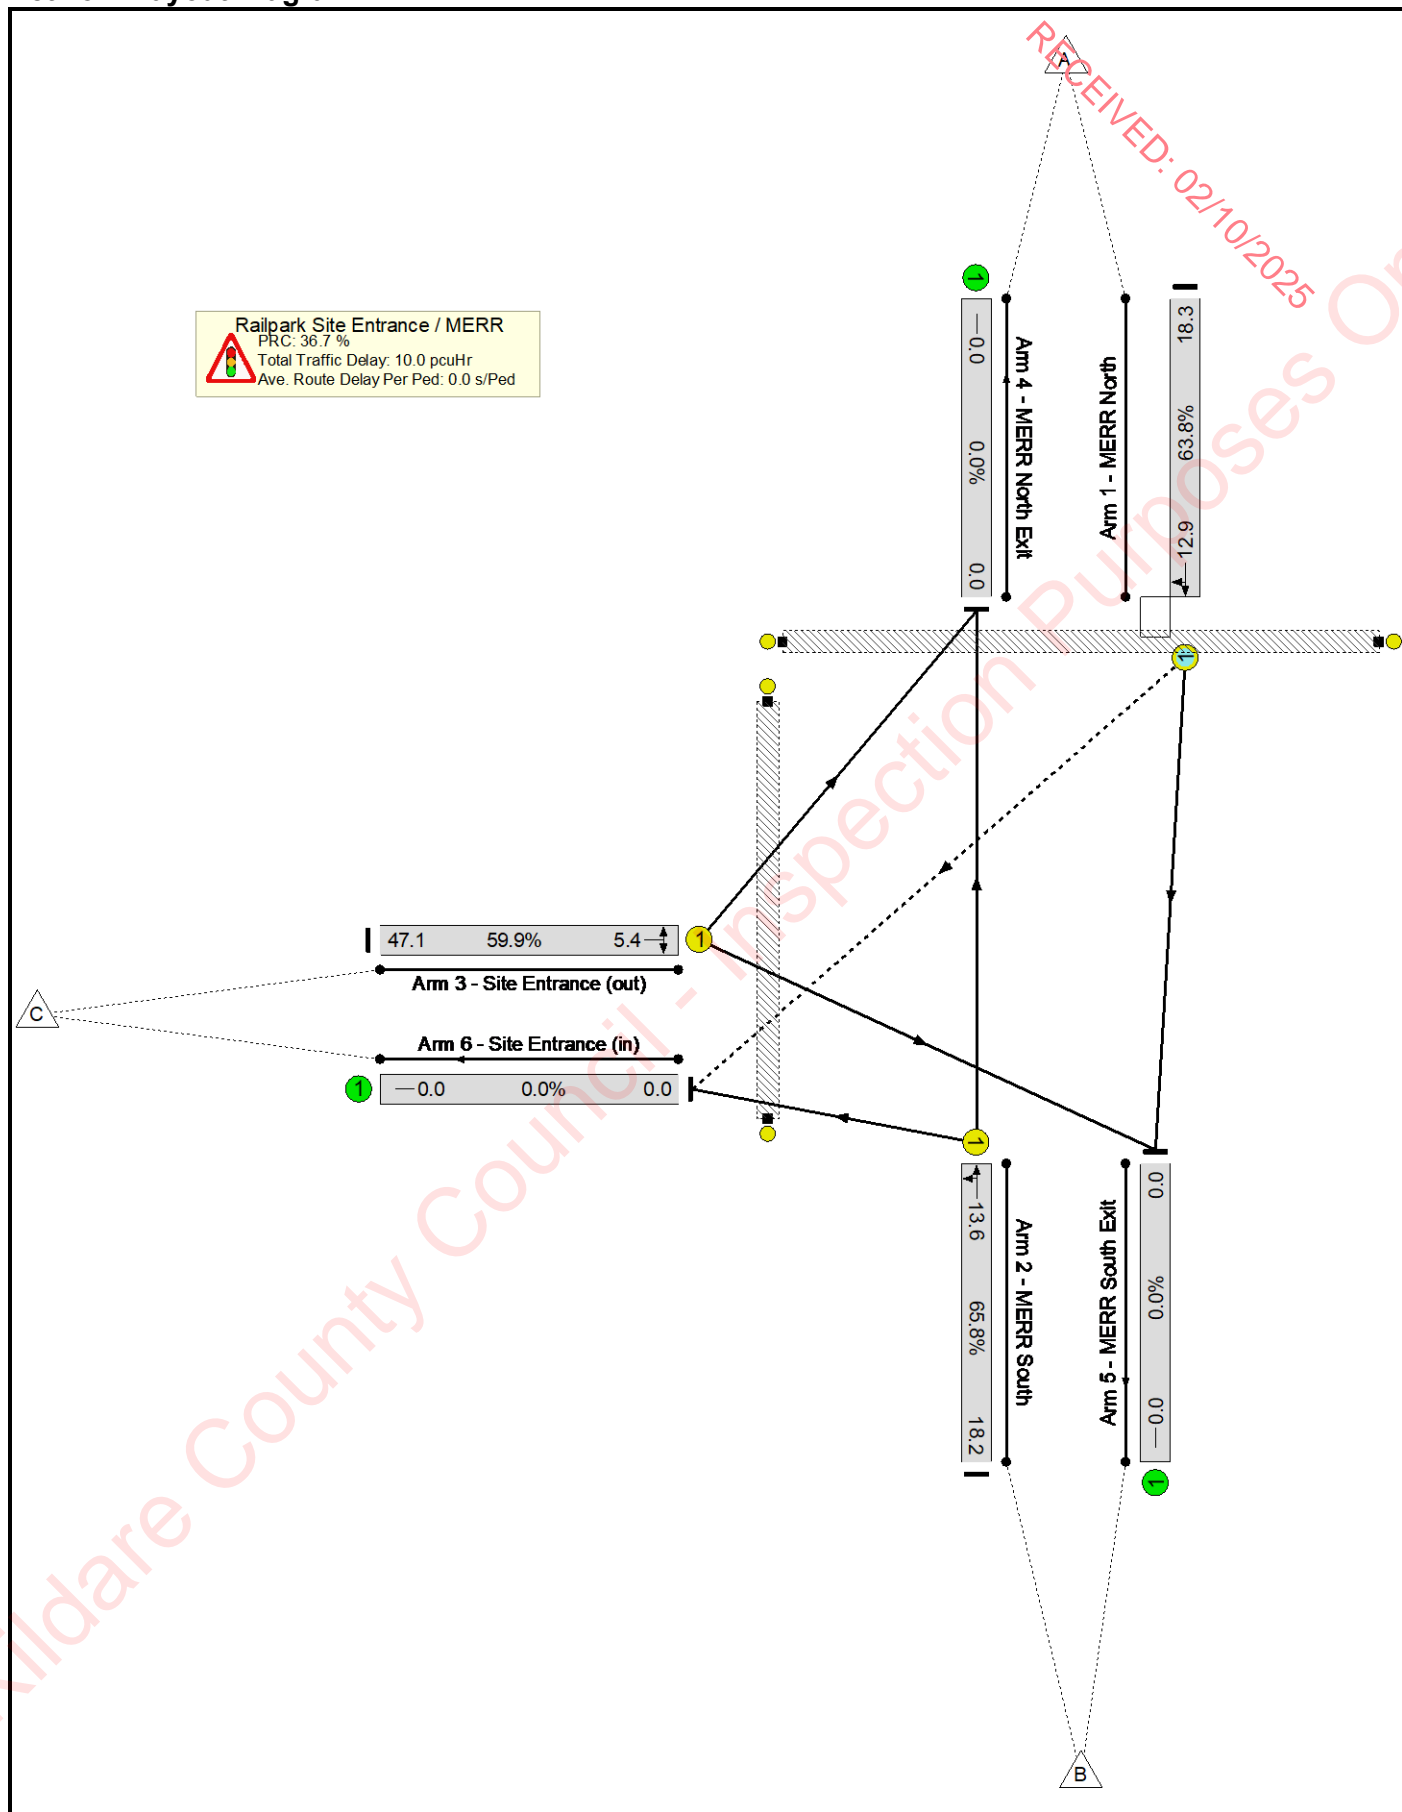 A
RECEIVED: 02/10/2025
Railpark Site Entrance / MERR
PRC: 36.7 %
Total Traffic Delay: 10.0 pcuHr
Ave. Route Delay Per Ped: 0.0 s/Ped
1
0.0 0.0% 0.0
Arm 4 - MERR North Exit
Arm 1 - MERR North
12.9 63.8% 18.3
1
47.1 59.9% 5.4
1
Arm 3 - Site Entrance (out)
C
Arm 6 - Site Entrance (in)
1
0.0 0.0% 0.0
1
13.6 65.8% 18.2
Arm 2 - MERR South
Arm 5 - MERR South Exit
0.0 0.0% 0.0
1
B
Kildare County Council - Inspection Purposes